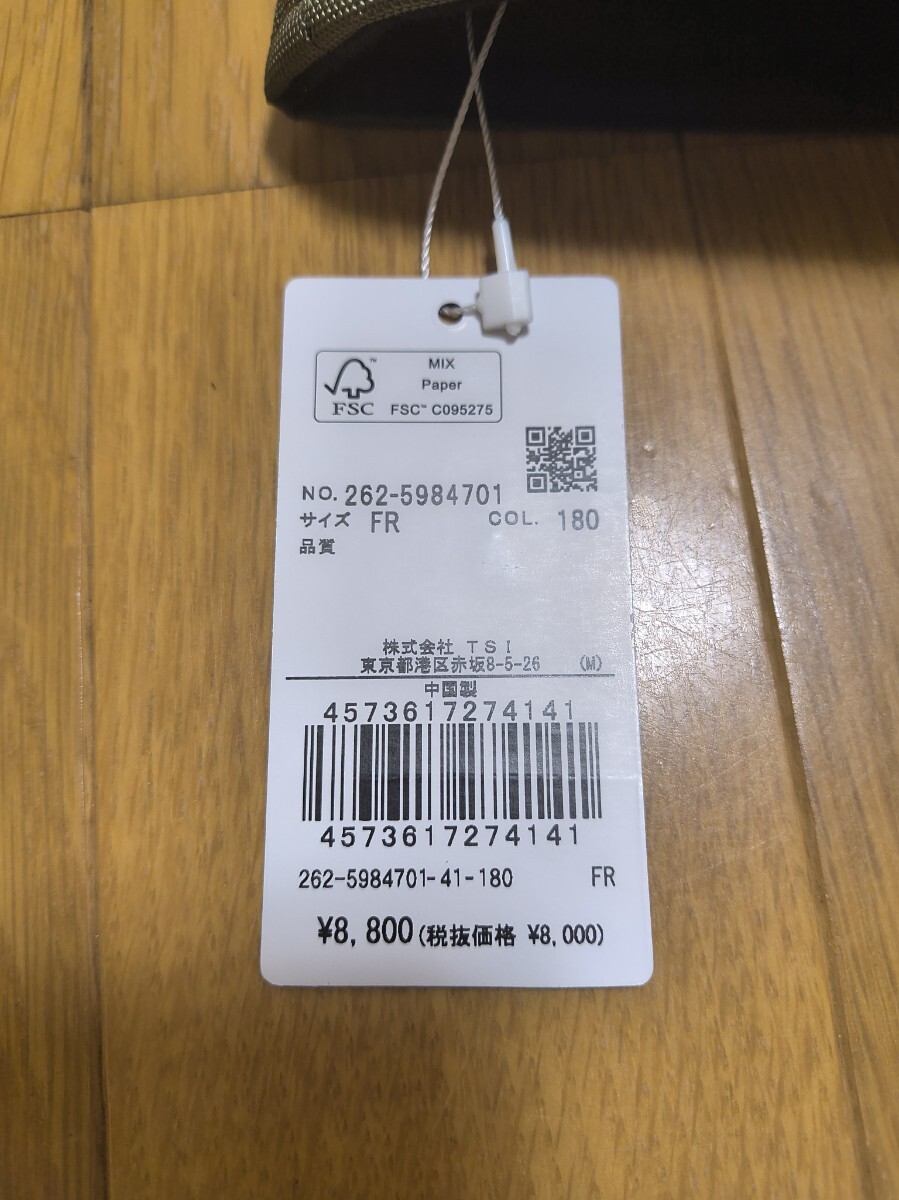 MIX
Paper
FSC™ C095275
FSC
NO. 262-5984701
サイズ FR COL. 180
品質
株式会社 TSI
東京都港区赤坂8-5-26 (M)
中国製
4573617274141
4573617274141
262-5984701-41-180 FR
¥8,800(税抜価格 ¥8,000)